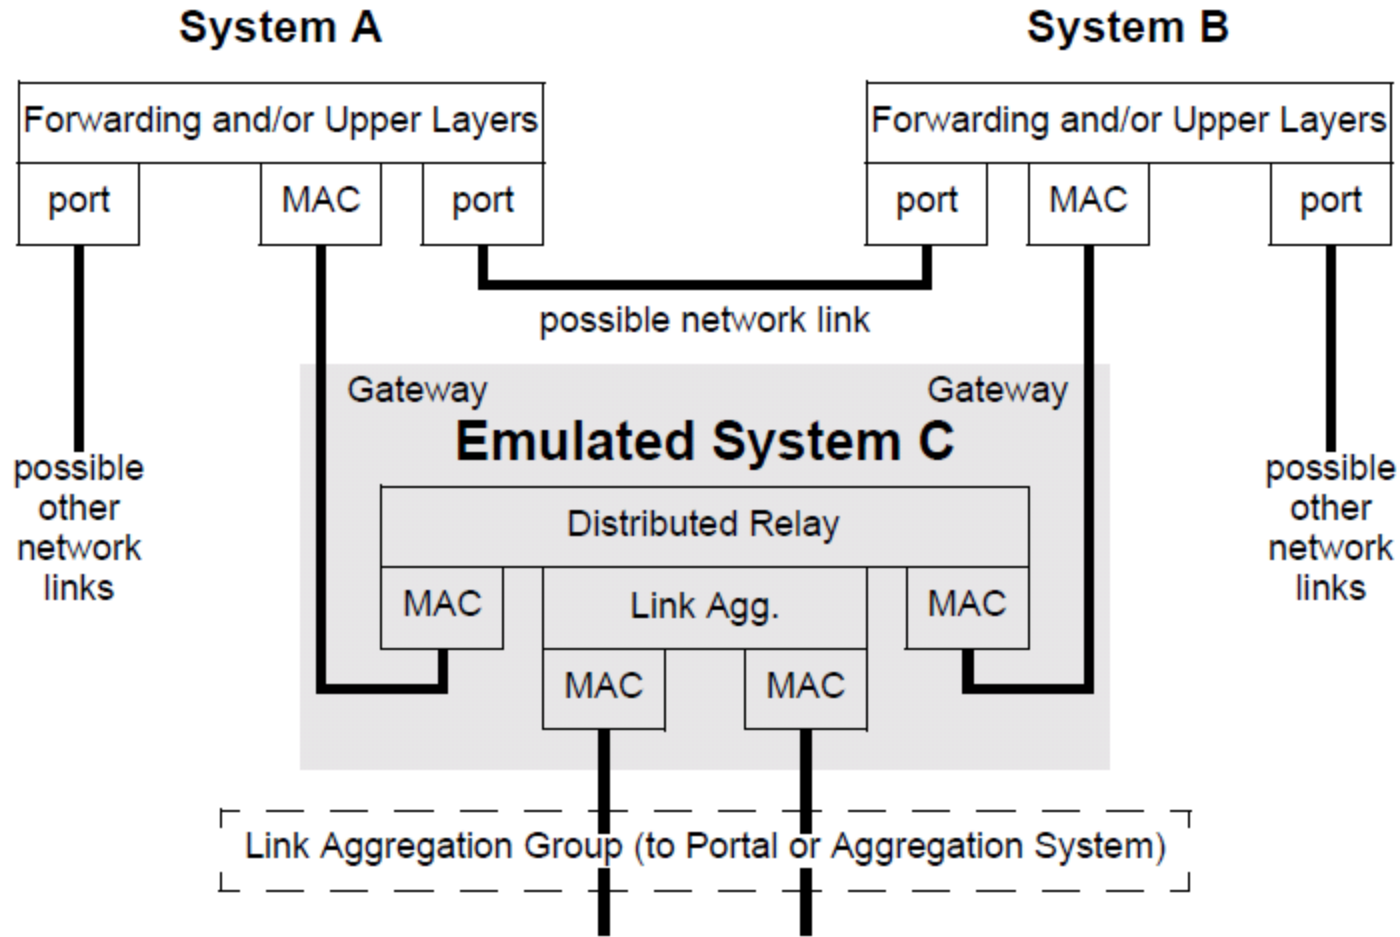 System A
System B
Forwarding and/or Upper Layers
Forwarding and/or Upper Layers
port
MAC
port
port
MAC
port
possible network link
Gateway
Gateway
Emulated System C
possible
other
network
links
possible
other
network
links
Distributed Relay
MAC
Link Agg.
MAC
MAC
MAC
Link Aggregation Group (to Portal or Aggregation System)